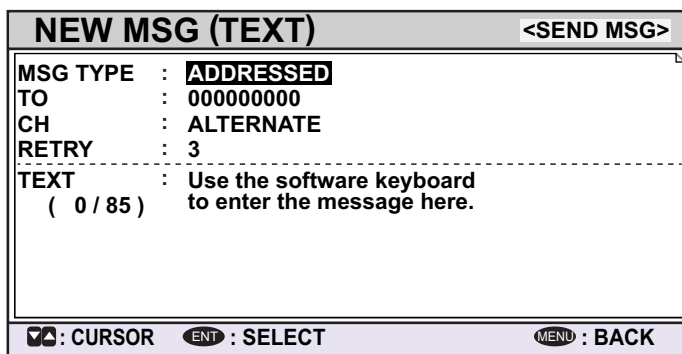 NEW MSG (TEXT) <SEND MSG>
MSG TYPE : ADDRESSED
TO : 000000000
CH : ALTERNATE
RETRY : 3
TEXT : Use the software keyboard
( 0 / 85 ) to enter the message here.
▼▲ : CURSOR ENT : SELECT MENU : BACK